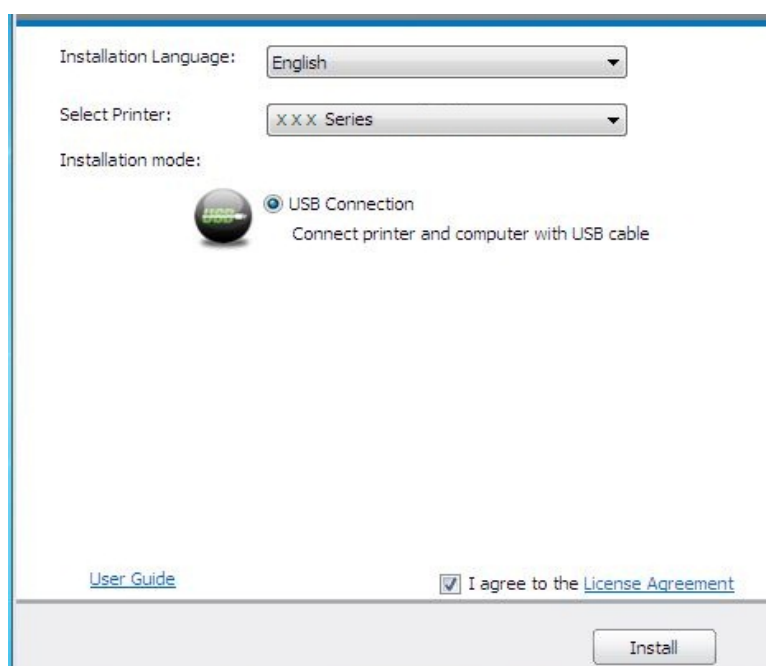 Installation Language:
English
Select Printer:
X X X Series
Installation mode:
USB
USB Connection
Connect printer and computer with USB cable
User Guide
I agree to the License Agreement
Install